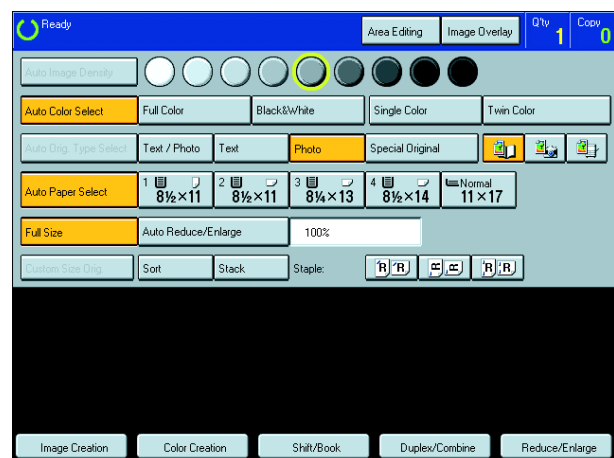 Ready Area Editing Image Overlay Q'ty 1 Copy 0
Auto Image Density
Auto Color Select Full Color Black&White Single Color Twin Color
Auto Orig. Type Select Text / Photo Text Photo Special Original
Auto Paper Select 1 8½×11 2 8½×11 3 8¼×13 4 8½×14 Normal 11×17
Full Size Auto Reduce/Enlarge 100%
Custom Size Orig. Sort Stack Staple: R R R R R R
Image Creation Color Creation Shift/Book Duplex/Combine Reduce/Enlarge